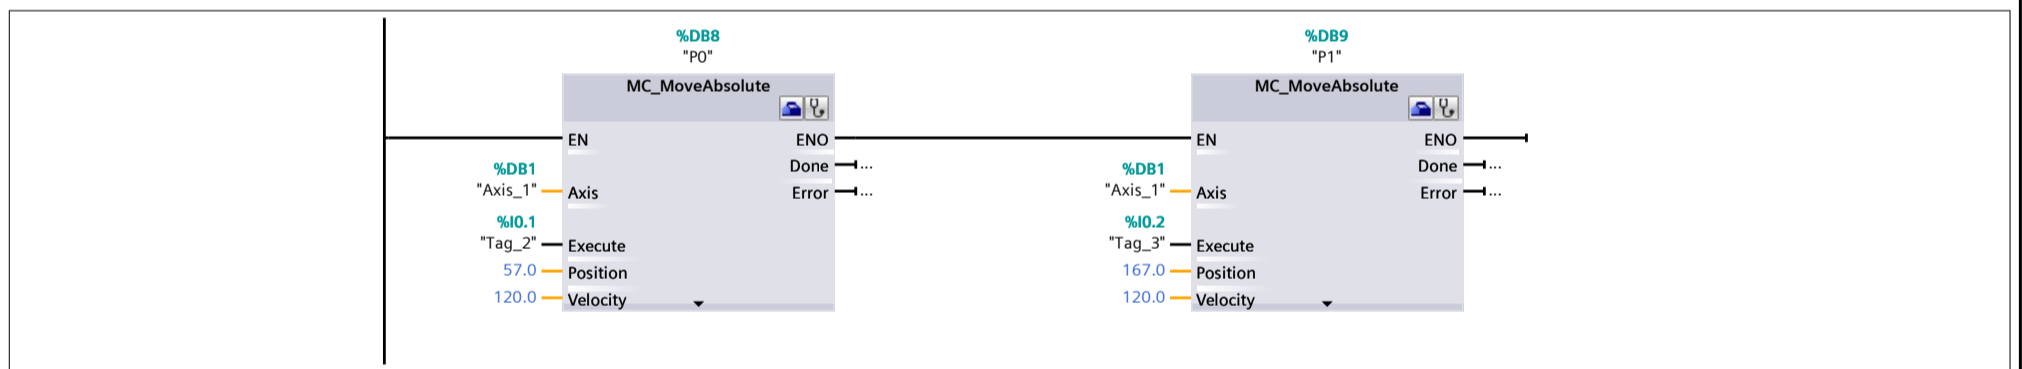 %DB8
"P0"
MC_MoveAbsolute
EN
ENO
Done
...
%DB1
"Axis_1"
Axis
Error
...
%I0.1
"Tag_2"
Execute
57.0
Position
120.0
Velocity
%DB9
"P1"
MC_MoveAbsolute
EN
ENO
Done
...
%DB1
"Axis_1"
Axis
Error
...
%I0.2
"Tag_3"
Execute
167.0
Position
120.0
Velocity